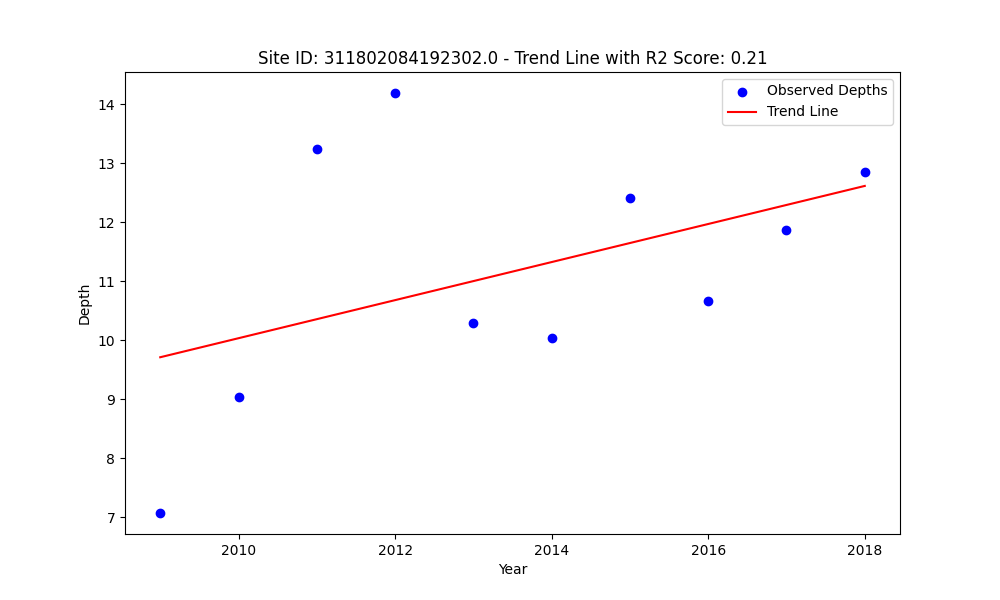 Site ID: 311802084192302.0 - Trend Line with R2 Score: 0.21
Observed Depths
Trend Line
Depth
14
13
12
11
10
9
8
7
2010
2012
2014
2016
2018
Year